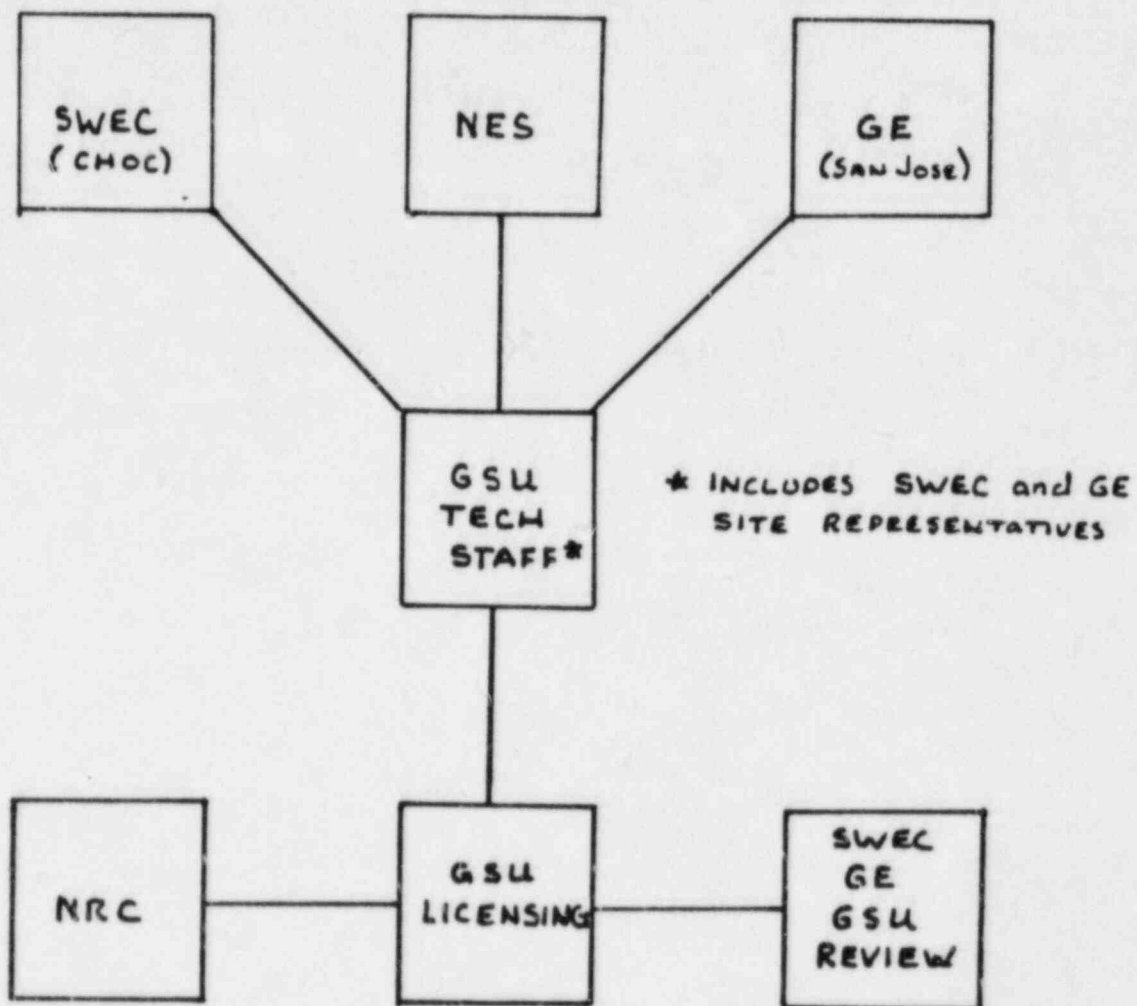 SWEC
(CHOC)
NES
GE
(SAN JOSE)
GSU
TECH
STAFF*
* INCLUDES SWEC and GE
SITE REPRESENTATIVES
NRC
GSU
LICENSING
SWEC
GE
GSU
REVIEW